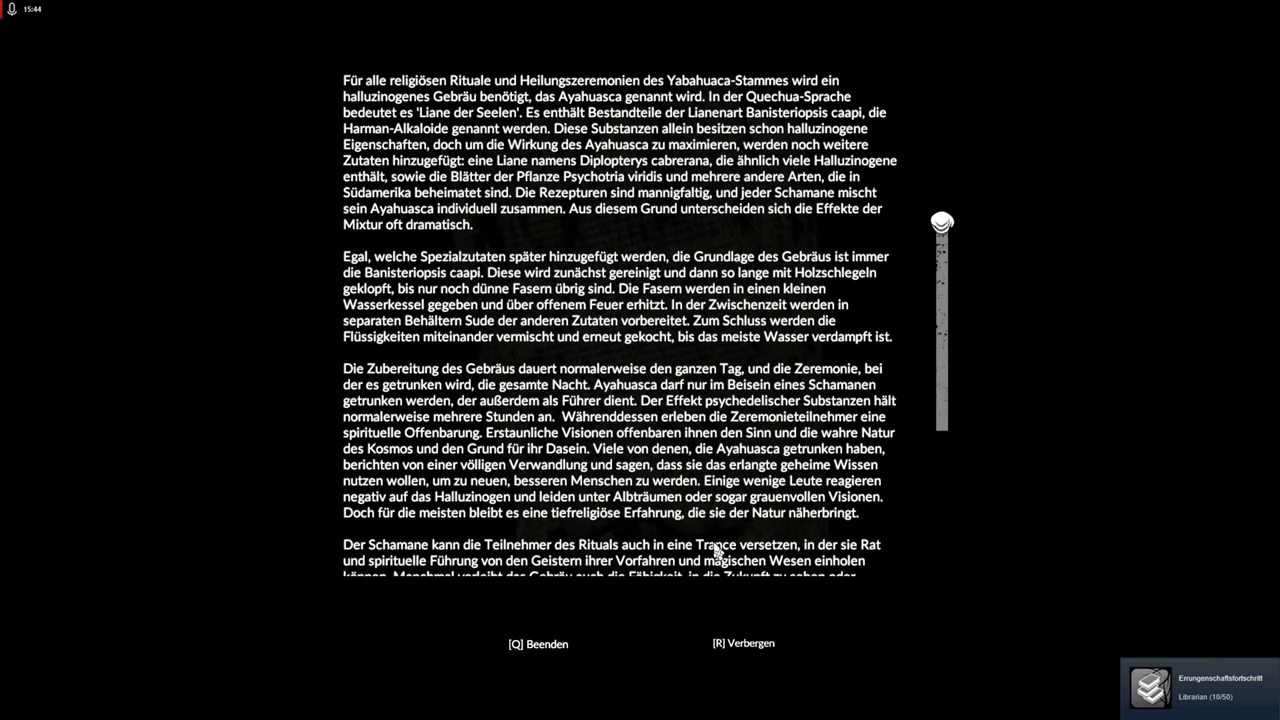 15:44
Für alle religiösen Rituale und Heilungszeremonien des Yabahuaca-Stammes wird ein
halluzinogenes Gebräu benötigt, das Ayahuasca genannt wird. In der Quechua-Sprache
bedeutet es 'Liane der Seelen'. Es enthält Bestandteile der Lianenart Banisteriopsis caapi, die
Harman-Alkaloide genannt werden. Diese Substanzen allein besitzen schon halluzinogene
Eigenschaften, doch um die Wirkung des Ayahuasca zu maximieren, werden noch weitere
Zutaten hinzugefügt: eine Liane namens Diplopterys cabrerana, die ähnlich viele Halluzinogene
enthält, sowie die Blätter der Pflanze Psychotria viridis und mehrere andere Arten, die in
Südamerika beheimatet sind. Die Rezepturen sind mannigfaltig, und jeder Schamane mischt
sein Ayahuasca individuell zusammen. Aus diesem Grund unterscheiden sich die Effekte der
Mixtur oft dramatisch.
Egal, welche Spezialzutaten später hinzugefügt werden, die Grundlage des Gebräus ist immer
die Banisteriopsis caapi. Diese wird zunächst gereinigt und dann so lange mit Holzschlegeln
geklopft, bis nur noch dünne Fasern übrig sind. Die Fasern werden in einen kleinen
Wasserkessel gegeben und über offenem Feuer erhitzt. In der Zwischenzeit werden in
separaten Behältern Sude der anderen Zutaten vorbereitet. Zum Schluss werden die
Flüssigkeiten miteinander vermischt und erneut gekocht, bis das meiste Wasser verdampft ist.
Die Zubereitung des Gebräus dauert normalerweise den ganzen Tag, und die Zeremonie, bei
der es getrunken wird, die gesamte Nacht. Ayahuasca darf nur im Beisein eines Schamanen
getrunken werden, der außerdem als Führer dient. Der Effekt psychedelischer Substanzen hält
normalerweise mehrere Stunden an. Währenddessen erleben die Zeremonieteilnehmer eine
spirituelle Offenbarung. Erstaunliche Visionen offenbaren ihnen den Sinn und die wahre Natur
des Kosmos und den Grund für ihr Dasein. Viele von denen, die Ayahuasca getrunken haben,
berichten von einer völligen Verwandlung und sagen, dass sie das erlangte geheime Wissen
nutzen wollen, um zu neuen, besseren Menschen zu werden. Einige wenige Leute reagieren
negativ auf das Halluzinogen und leiden unter Albträumen oder sogar grauenvollen Visionen.
Doch für die meisten bleibt es eine tiefreligiöse Erfahrung, die sie der Natur näherbringt.
Der Schamane kann die Teilnehmer des Rituals auch in eine Trance versetzen, in der sie Rat
und spirituelle Führung von den Geistern ihrer Vorfahren und magischen Wesen einholen
können. Manchmal verleiht das Gebräu auch die Fähigkeit, in die Zukunft zu sehen oder
[Q] Beenden
[R] Verbergen
Errungenschaftsfortschritt
Librarian (10/50)